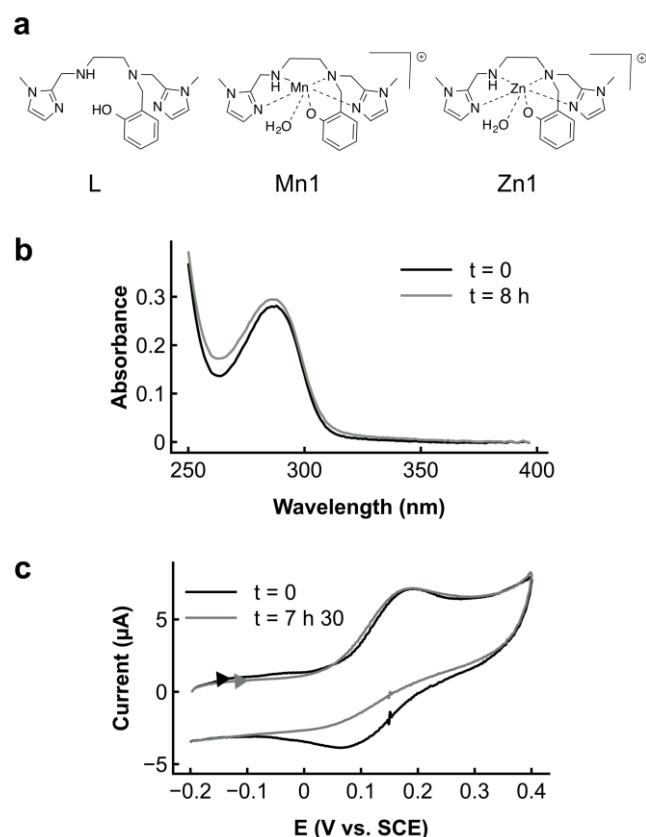 a
N N NH N N N HO
N N N H Mn N N N H₂O O ⊕
N N N H Zn N N N H₂O O ⊕
L Mn1 Zn1
b
t = 0
t = 8 h
Absorbance
0.3
0.2
0.1
0
250 300 350 400
Wavelength (nm)
c
t = 0
t = 7 h 30
Current (µA)
5
0
−5
−0.2 −0.1 0 0.1 0.2 0.3 0.4
E (V vs. SCE)